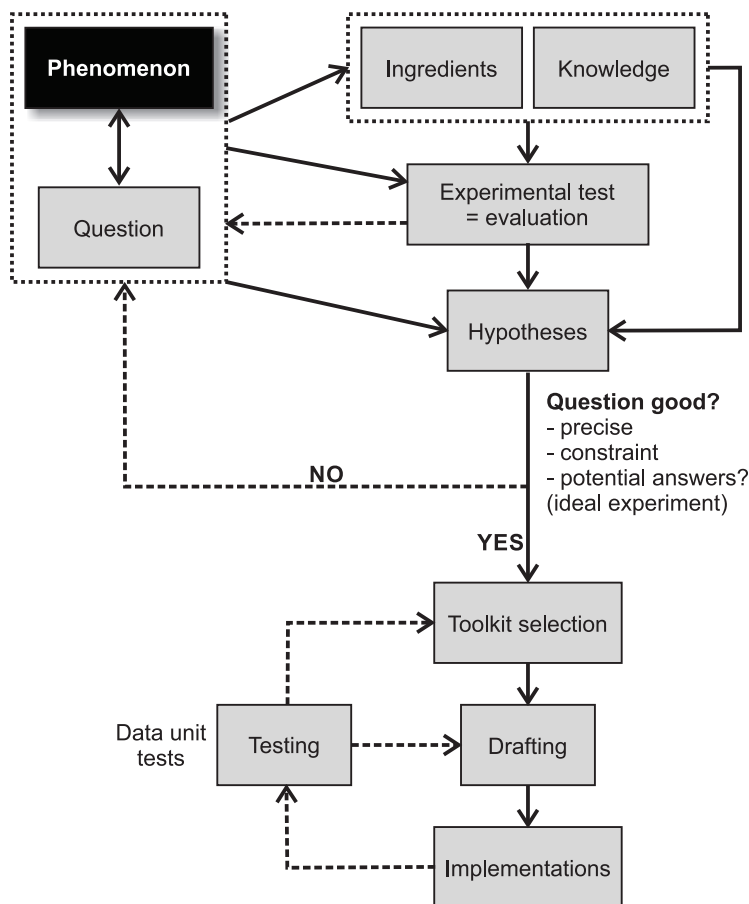 Phenomenon
Ingredients
Knowledge
Question
Experimental test
= evaluation
Hypotheses
Question good?
- precise
- constraint
- potential answers?
(ideal experiment)
NO
YES
Toolkit selection
Data unit
tests
Testing
Drafting
Implementations